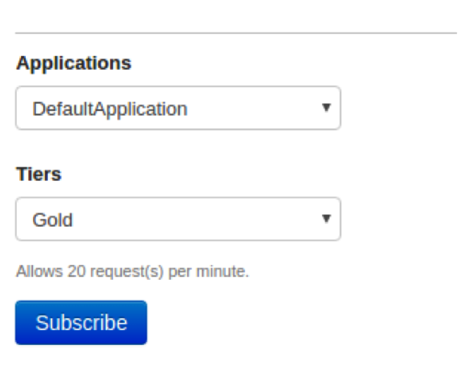 Applications
DefaultApplication
Tiers
Gold
Allows 20 request(s) per minute.
Subscribe